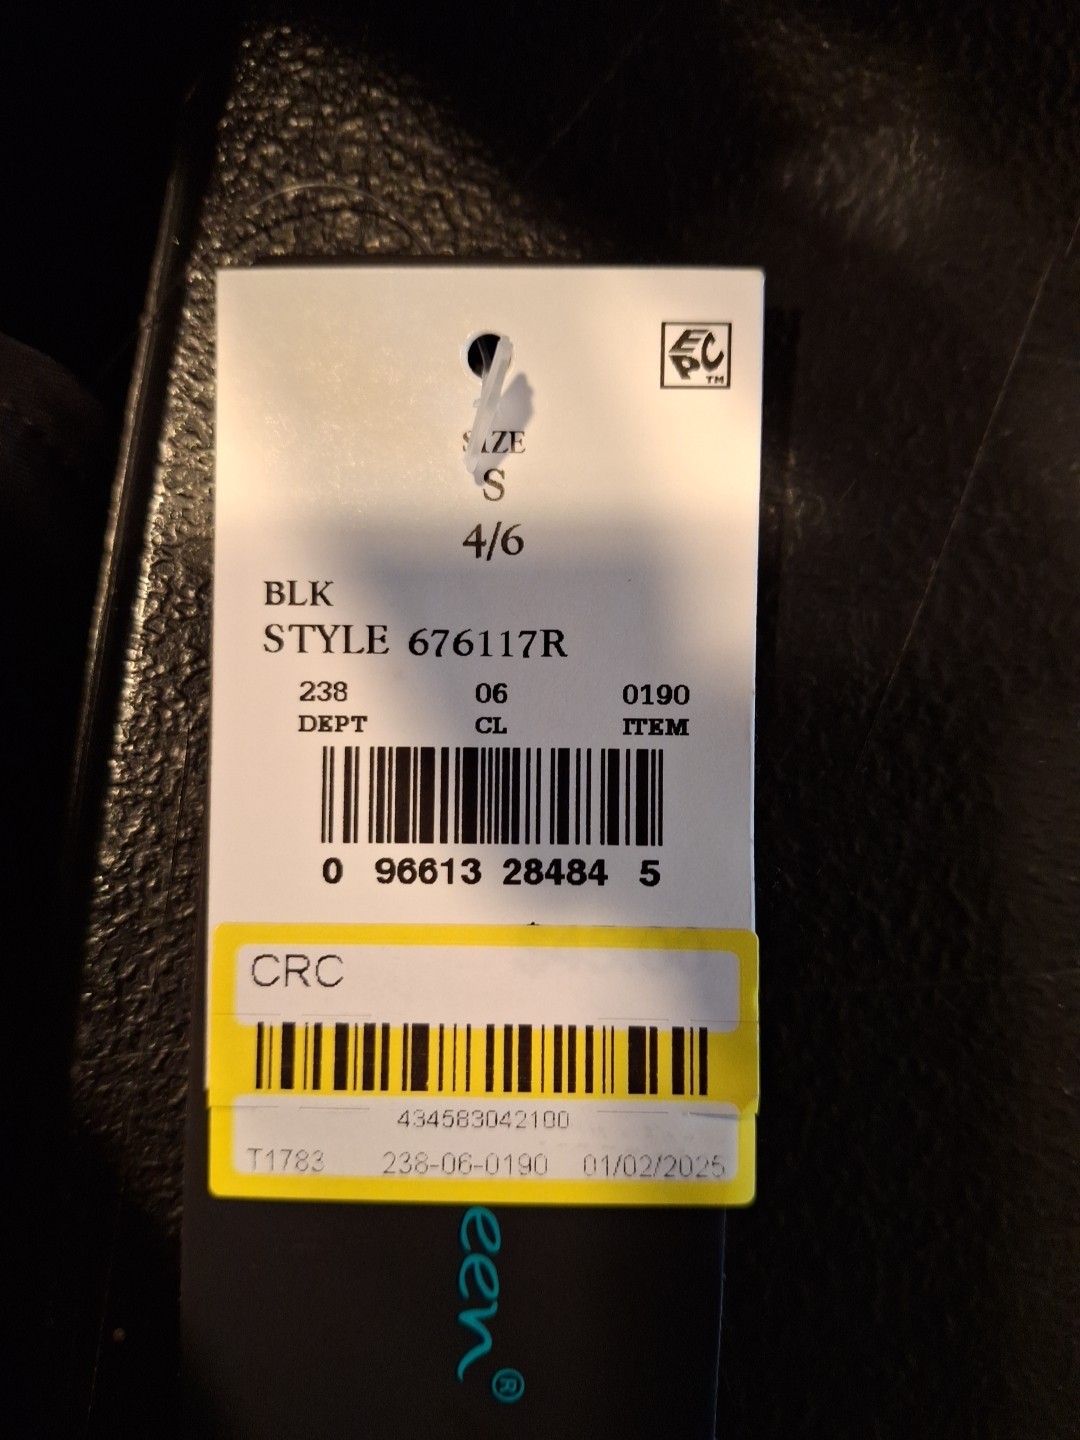 EPC™
SIZE
S
4/6
BLK
STYLE 676117R
238 06 0190
DEPT CL ITEM
0 96613 28484 5
CRC
434583042100
T1783 238-06-0190 01/02/2025
een®